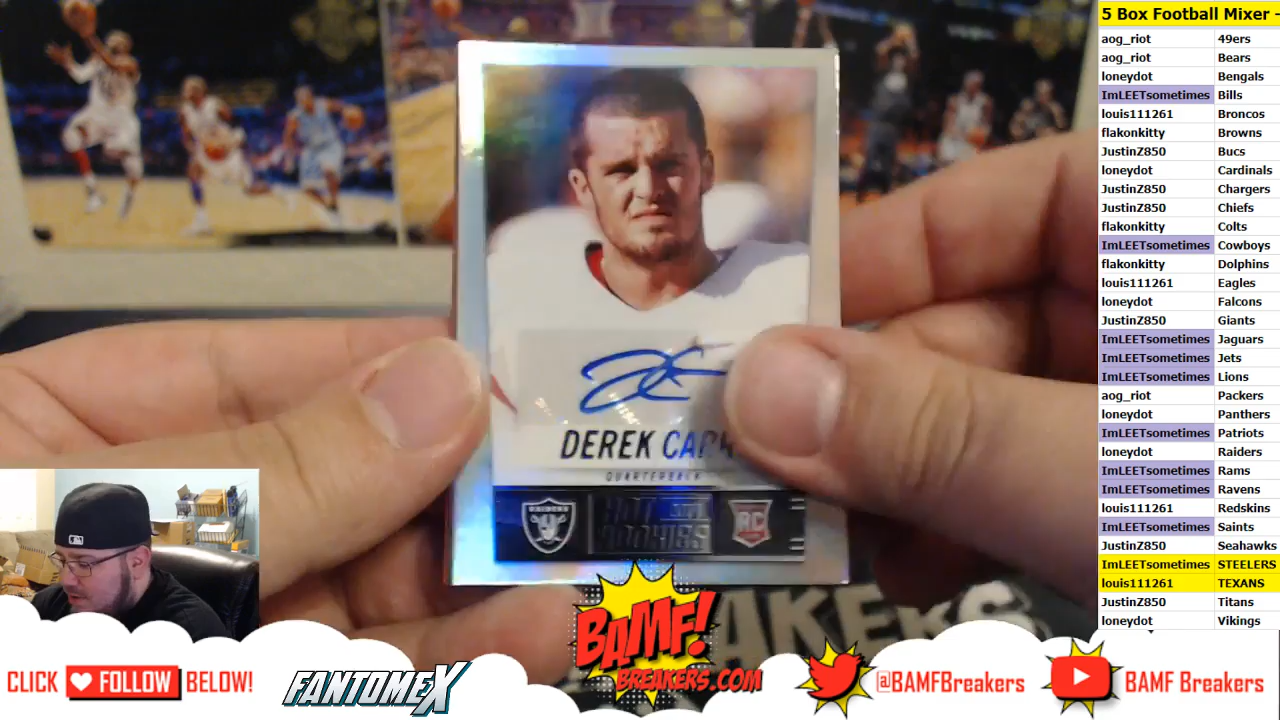 5 Box Football Mixer -
aog_riot 49ers
aog_riot Bears
loneydot Bengals
ImLEETsometimes Bills
louis111261 Broncos
flakonkitty Browns
JustinZ850 Bucs
loneydot Cardinals
JustinZ850 Chargers
JustinZ850 Chiefs
flakonkitty Colts
ImLEETsometimes Cowboys
flakonkitty Dolphins
louis111261 Eagles
loneydot Falcons
JustinZ850 Giants
ImLEETsometimes Jaguars
ImLEETsometimes Jets
ImLEETsometimes Lions
aog_riot Packers
loneydot Panthers
ImLEETsometimes Patriots
loneydot Raiders
ImLEETsometimes Rams
ImLEETsometimes Ravens
louis111261 Redskins
ImLEETsometimes Saints
JustinZ850 Seahawks
ImLEETsometimes STEELERS
louis111261 TEXANS
JustinZ850 Titans
loneydot Vikings
DEREK CAR
QUARTERBACK
RAIDERS
HOT ROOKIES
RC
AKERS
BAMF!
BREAKERS.COM
CLICK FOLLOW BELOW!
FANTOMEX
@BAMFBreakers
BAMF Breakers